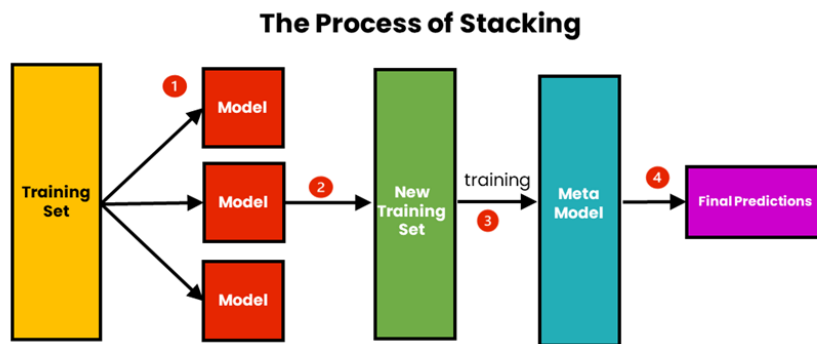 The Process of Stacking
Training
Set
1
Model
Model
Model
2
New
Training
Set
training
3
Meta
Model
4
Final Predictions